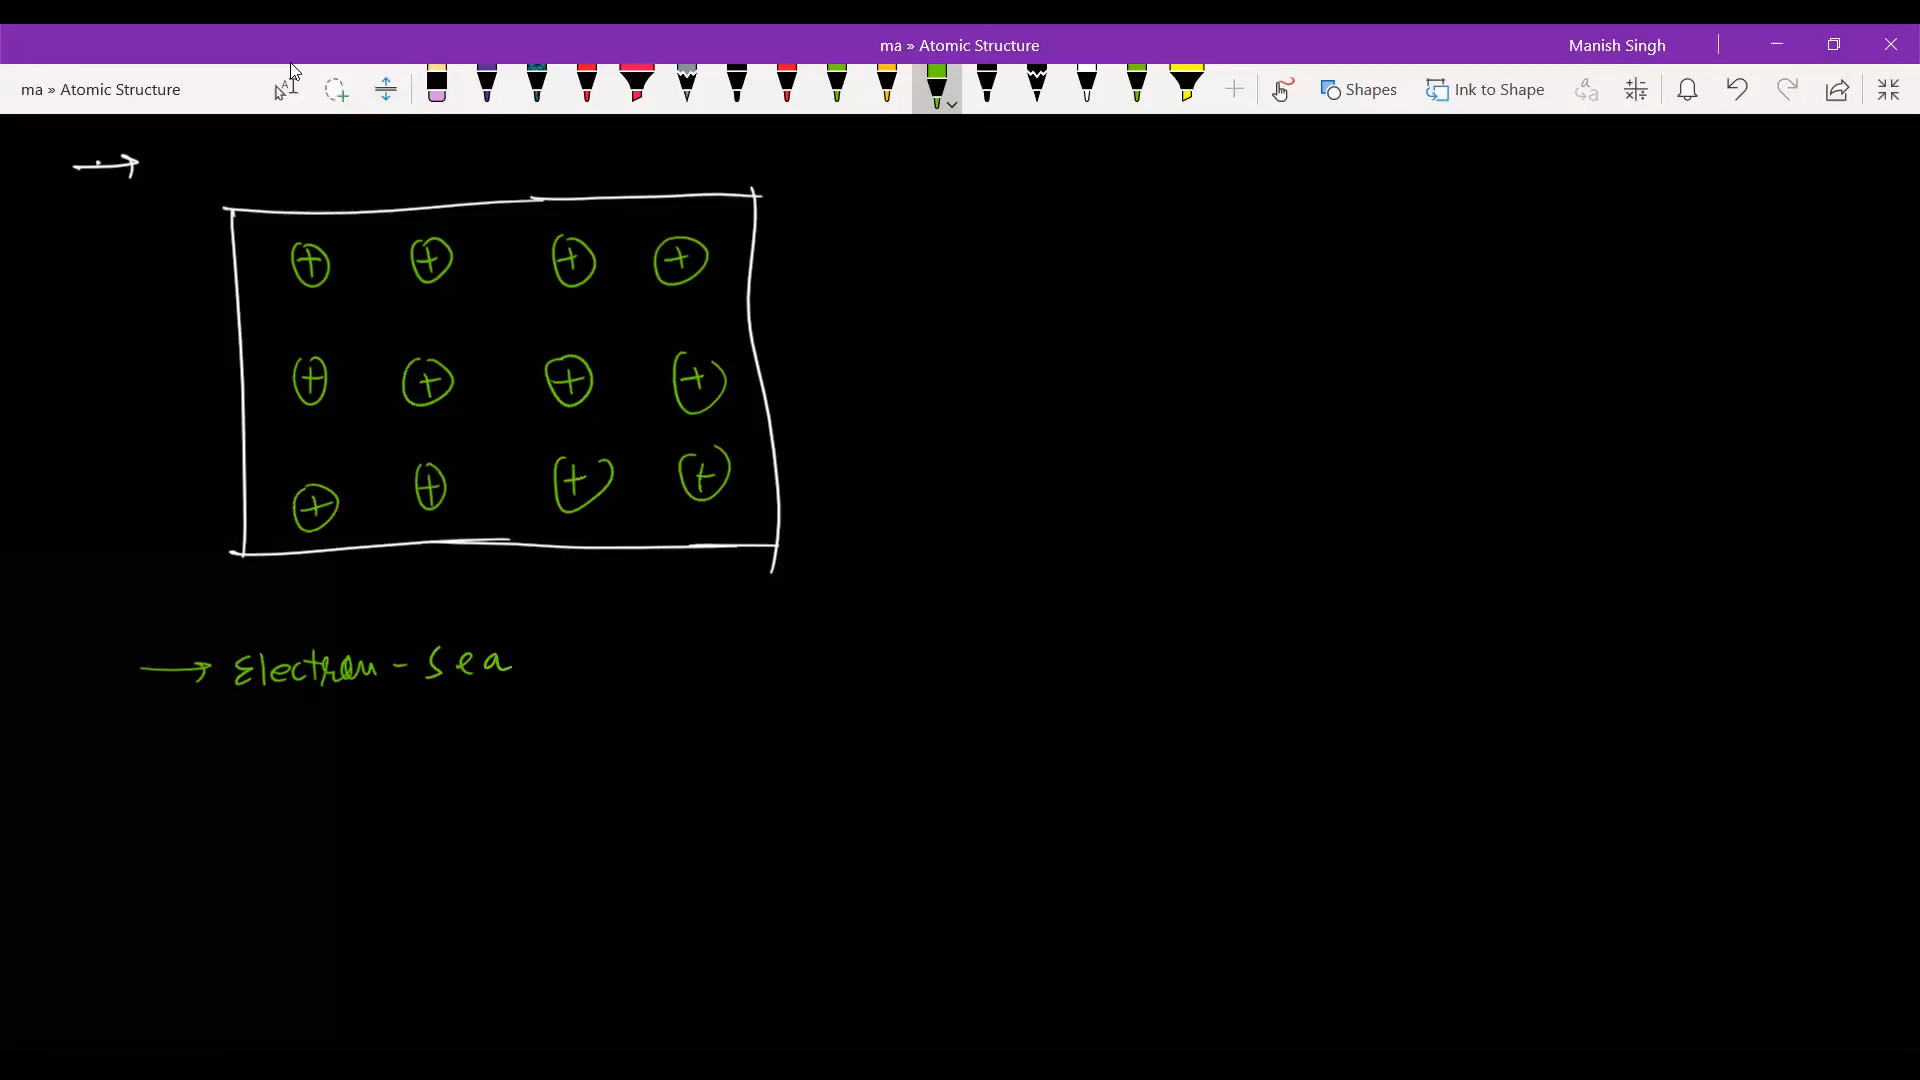 ma » Atomic Structure
Manish Singh
ma » Atomic Structure
Shapes
Ink to Shape
+ + + +
+ + + +
+ + + +
→ Electron - Sea